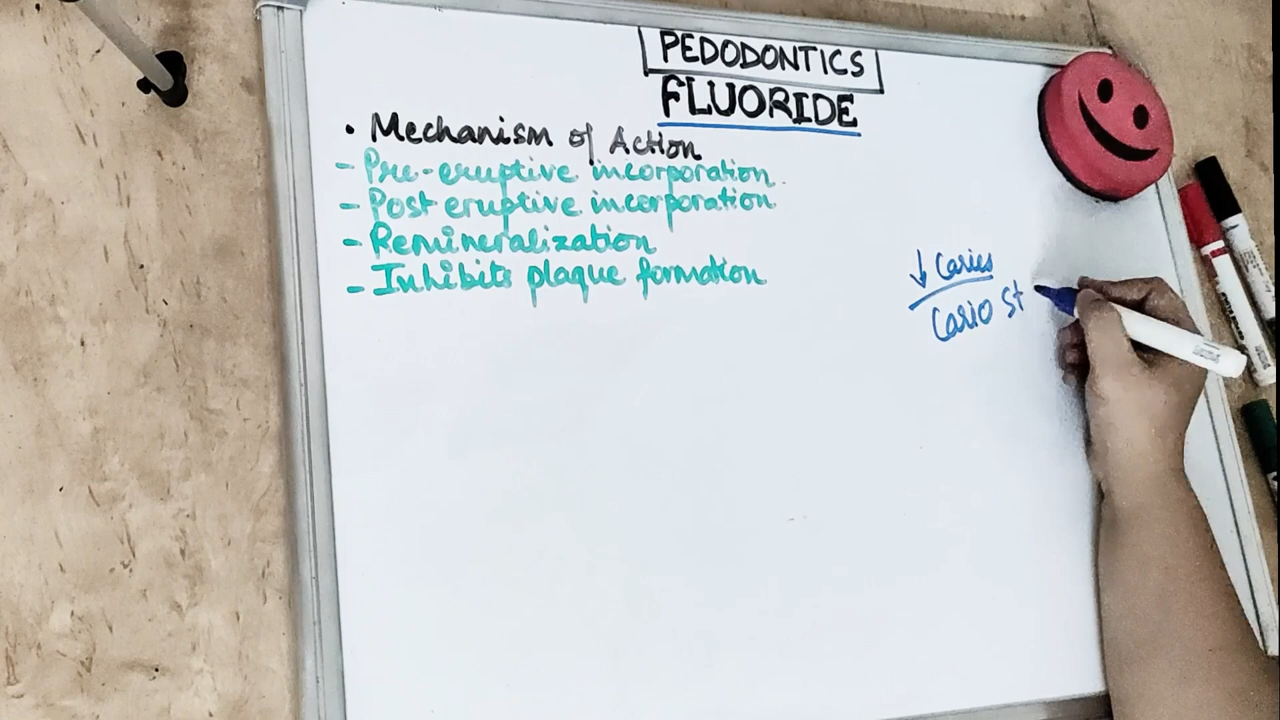 PEDODONTICS
FLUORIDE
• Mechanism of Action
- Pre-eruptive incorporation
- Post eruptive incorporation
- Remineralization
- Inhibits plaque formation
↓ Caries
Cario st